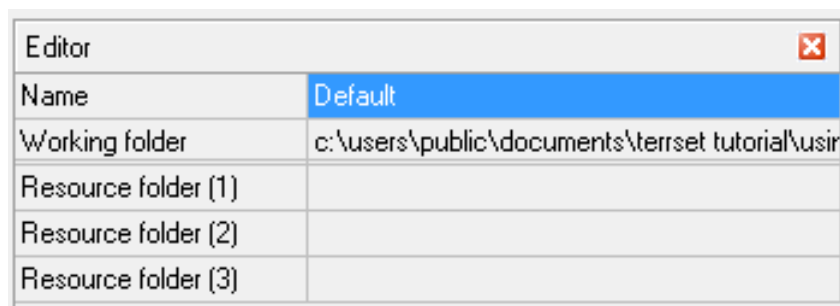 Editor
Name Default
Working folder c:\users\public\documents\terrset tutorial\usin
Resource folder (1)
Resource folder (2)
Resource folder (3)